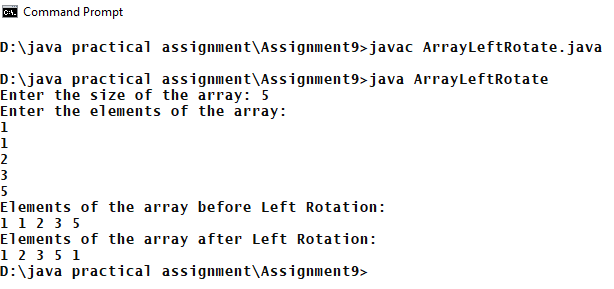 Command Prompt
D:\java practical assignment\Assignment9>javac ArrayLeftRotate.java
D:\java practical assignment\Assignment9>java ArrayLeftRotate
Enter the size of the array: 5
Enter the elements of the array:
1
1
2
3
5
Elements of the array before Left Rotation:
1 1 2 3 5
Elements of the array after Left Rotation:
1 2 3 5 1
D:\java practical assignment\Assignment9>